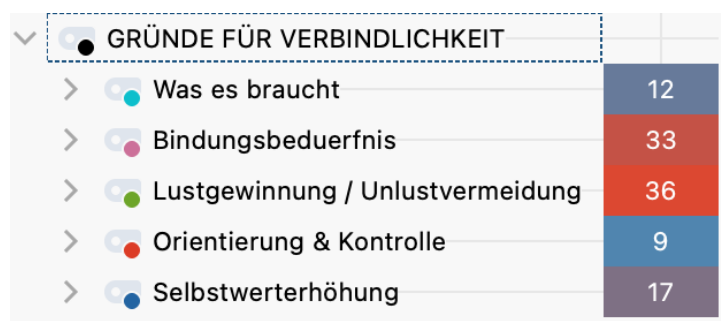 GRÜNDE FÜR VERBINDLICHKEIT
Was es braucht 12
Bindungsbeduerfnis 33
Lustgewinnung / Unlustvermeidung 36
Orientierung & Kontrolle 9
Selbstwerterhöhung 17